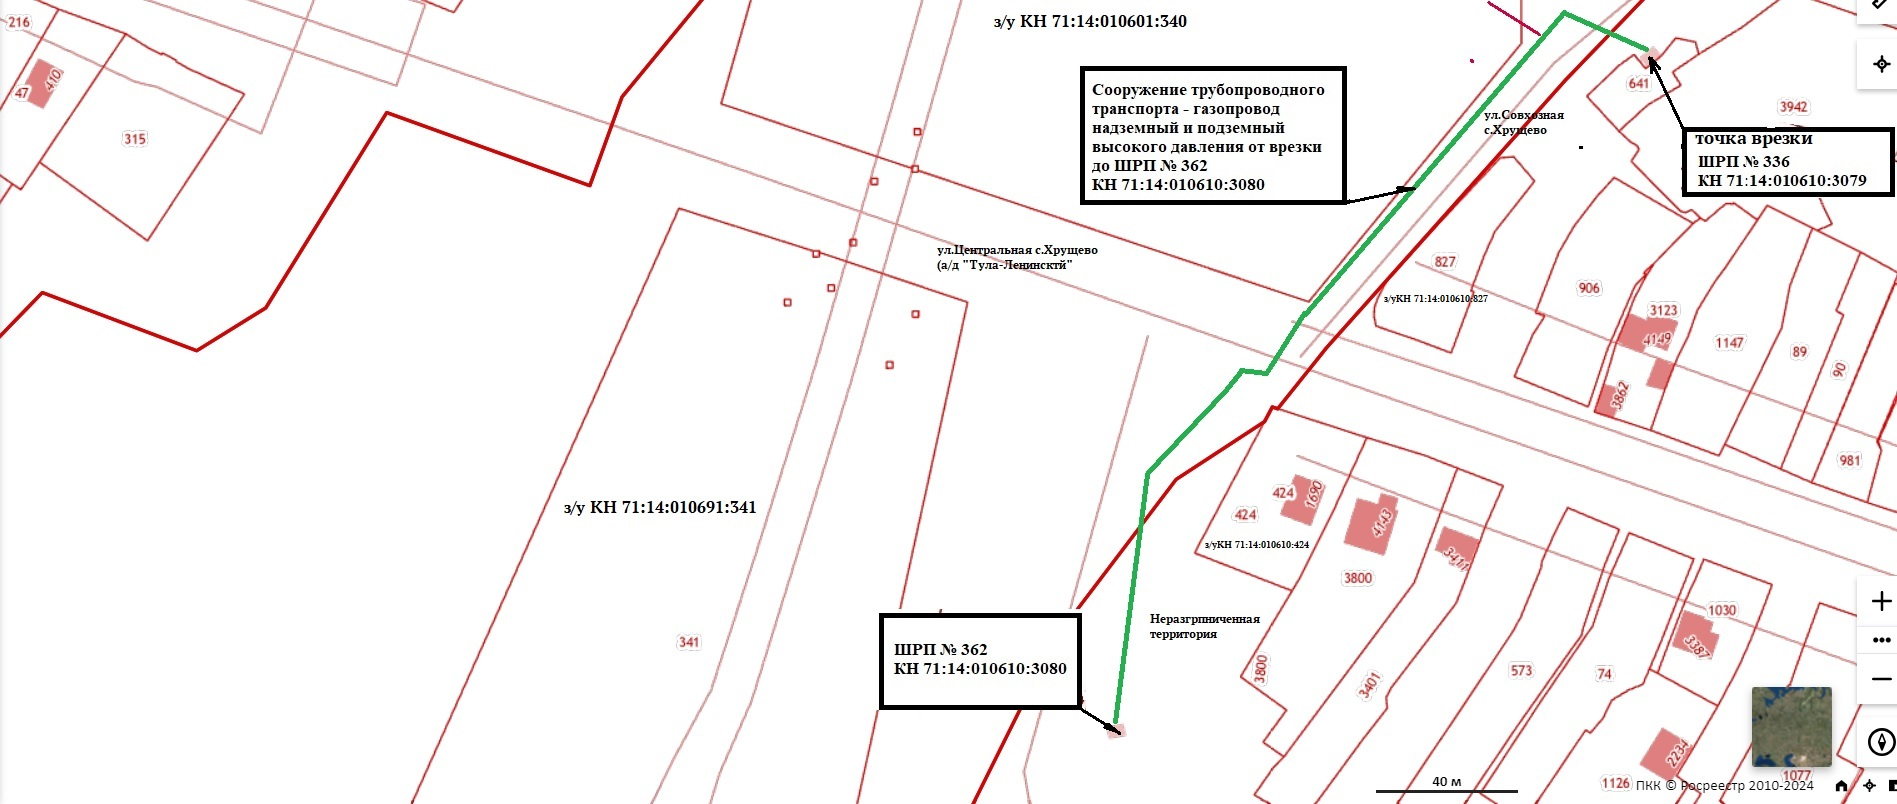 216
з/у КН 71:14:010601:340
47
410
315
Сооружение трубопроводного
транспорта - газопровод
надземный и подземный
высокого давления от врезки
до ШРП № 362
КН 71:14:010610:3080
ул.Совхозная
с.Хрущево
641
3942
точка врезки
ШРП № 336
КН 71:14:010610:3079
ул.Центральная с.Хрущево
(а/д "Тула-Ленинсктй"
827
з/уКН 71:14:010610:827
906
3123
4149
3862
1147
89
90
981
з/у КН 71:14:010691:341
424
1690
424
з/уКН 71:14:010610:424
4143
3417
3800
341
ШРП № 362
КН 71:14:010610:3080
Неразгрпниченная
территория
3800
3401
573
74
1030
3387
2234
1126
1077
40 м
ПКК © Росреестр 2010-2024